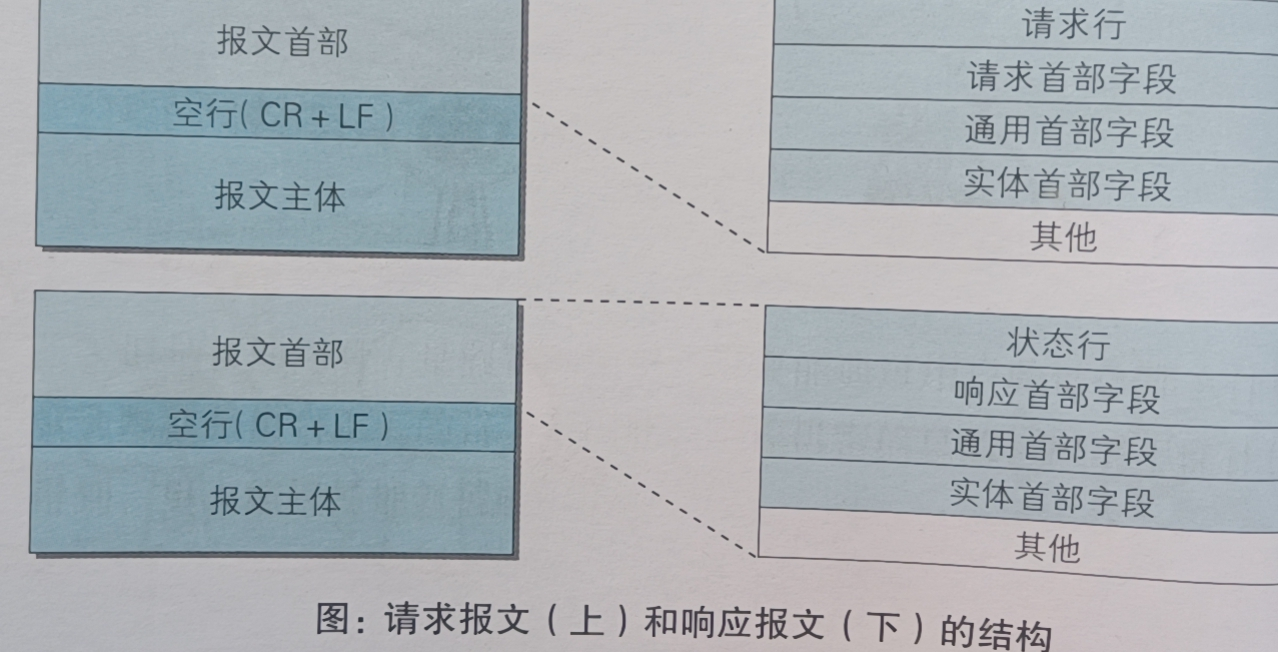 报文首部
空行(CR+LF)
报文主体
请求行
请求首部字段
通用首部字段
实体首部字段
其他
报文首部
空行(CR+LF)
报文主体
状态行
响应首部字段
通用首部字段
实体首部字段
其他
图：请求报文（上）和响应报文（下）的结构